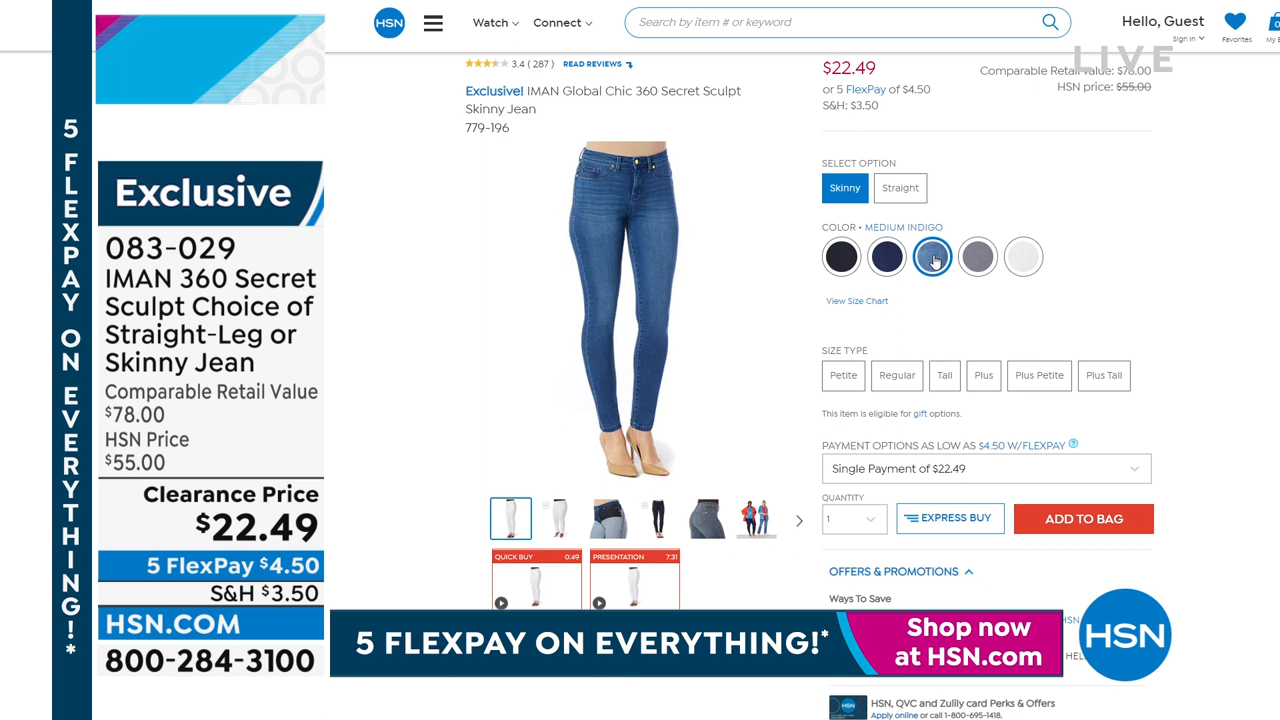 5 FLEXPAY ON EVERYTHING!*
Exclusive
083-029
IMAN 360 Secret
Sculpt Choice of
Straight-Leg or
Skinny Jean
Comparable Retail Value
$78.00
HSN Price
$55.00
Clearance Price
$22.49
5 FlexPay $4.50
S&H $3.50
HSN.COM
800-284-3100
HSN
Watch
Connect
Search by item # or keyword
Hello, Guest
Sign In
Favorites
My
LIVE
3.4 ( 287 ) READ REVIEWS
Exclusive! IMAN Global Chic 360 Secret Sculpt
Skinny Jean
779-196
$22.49
or 5 FlexPay of $4.50
S&H: $3.50
Comparable Retail Value: $78.00
HSN price: $55.00
SELECT OPTION
Skinny
Straight
COLOR • MEDIUM INDIGO
View Size Chart
SIZE TYPE
Petite
Regular
Tall
Plus
Plus Petite
Plus Tall
This item is eligible for gift options.
PAYMENT OPTIONS AS LOW AS $4.50 W/FLEXPAY ?
Single Payment of $22.49
QUANTITY
1
EXPRESS BUY
ADD TO BAG
QUICK BUY 0:49
PRESENTATION 7:31
OFFERS & PROMOTIONS
Ways To Save
HSN
HEL
5 FLEXPAY ON EVERYTHING!*
Shop now
at HSN.com
HSN
HSN
HSN, QVC and Zulily card Perks & Offers
Apply online or call 1-800-695-1418.